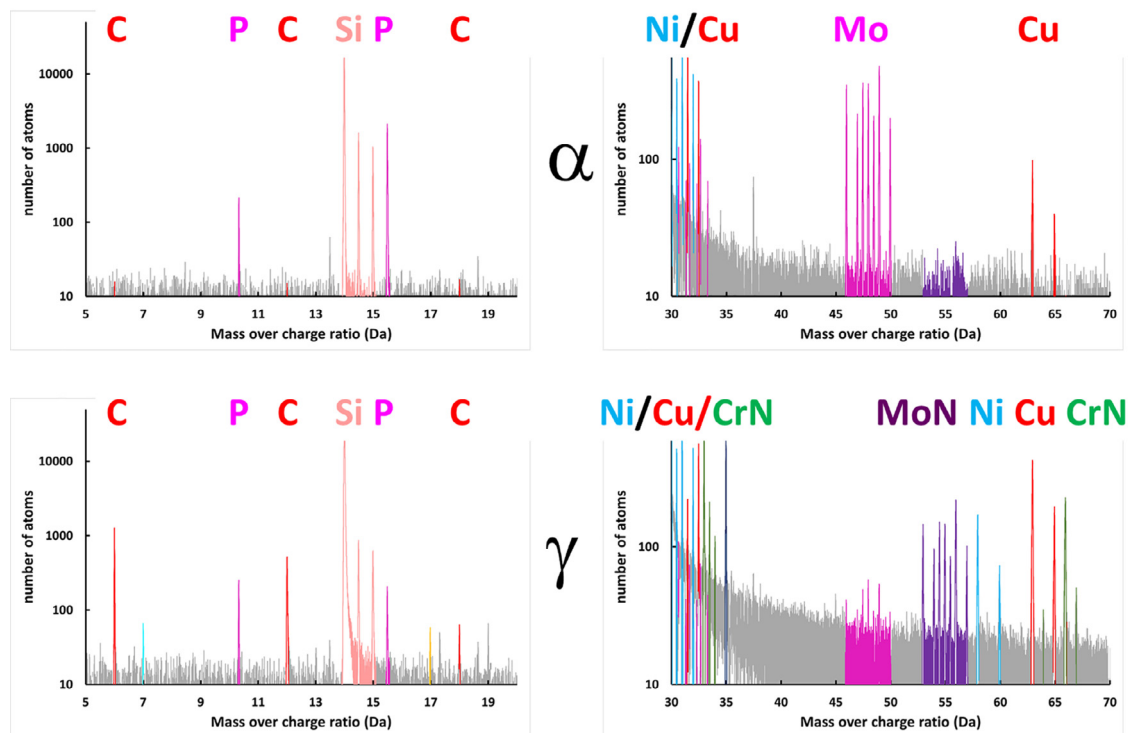 C P C Si P C
Ni/Cu Mo Cu
number of atoms
10000
1000
100
10
5 7 9 11 13 15 17 19
Mass over charge ratio (Da)
α
number of atoms
100
10
30 35 40 45 50 55 60 65 70
Mass over charge ratio (Da)
C P C Si P C
Ni/Cu/CrN MoN Ni Cu CrN
number of atoms
10000
1000
100
10
5 7 9 11 13 15 17 19
Mass over charge ratio (Da)
γ
number of atoms
100
10
30 35 40 45 50 55 60 65 70
Mass over charge ratio (Da)